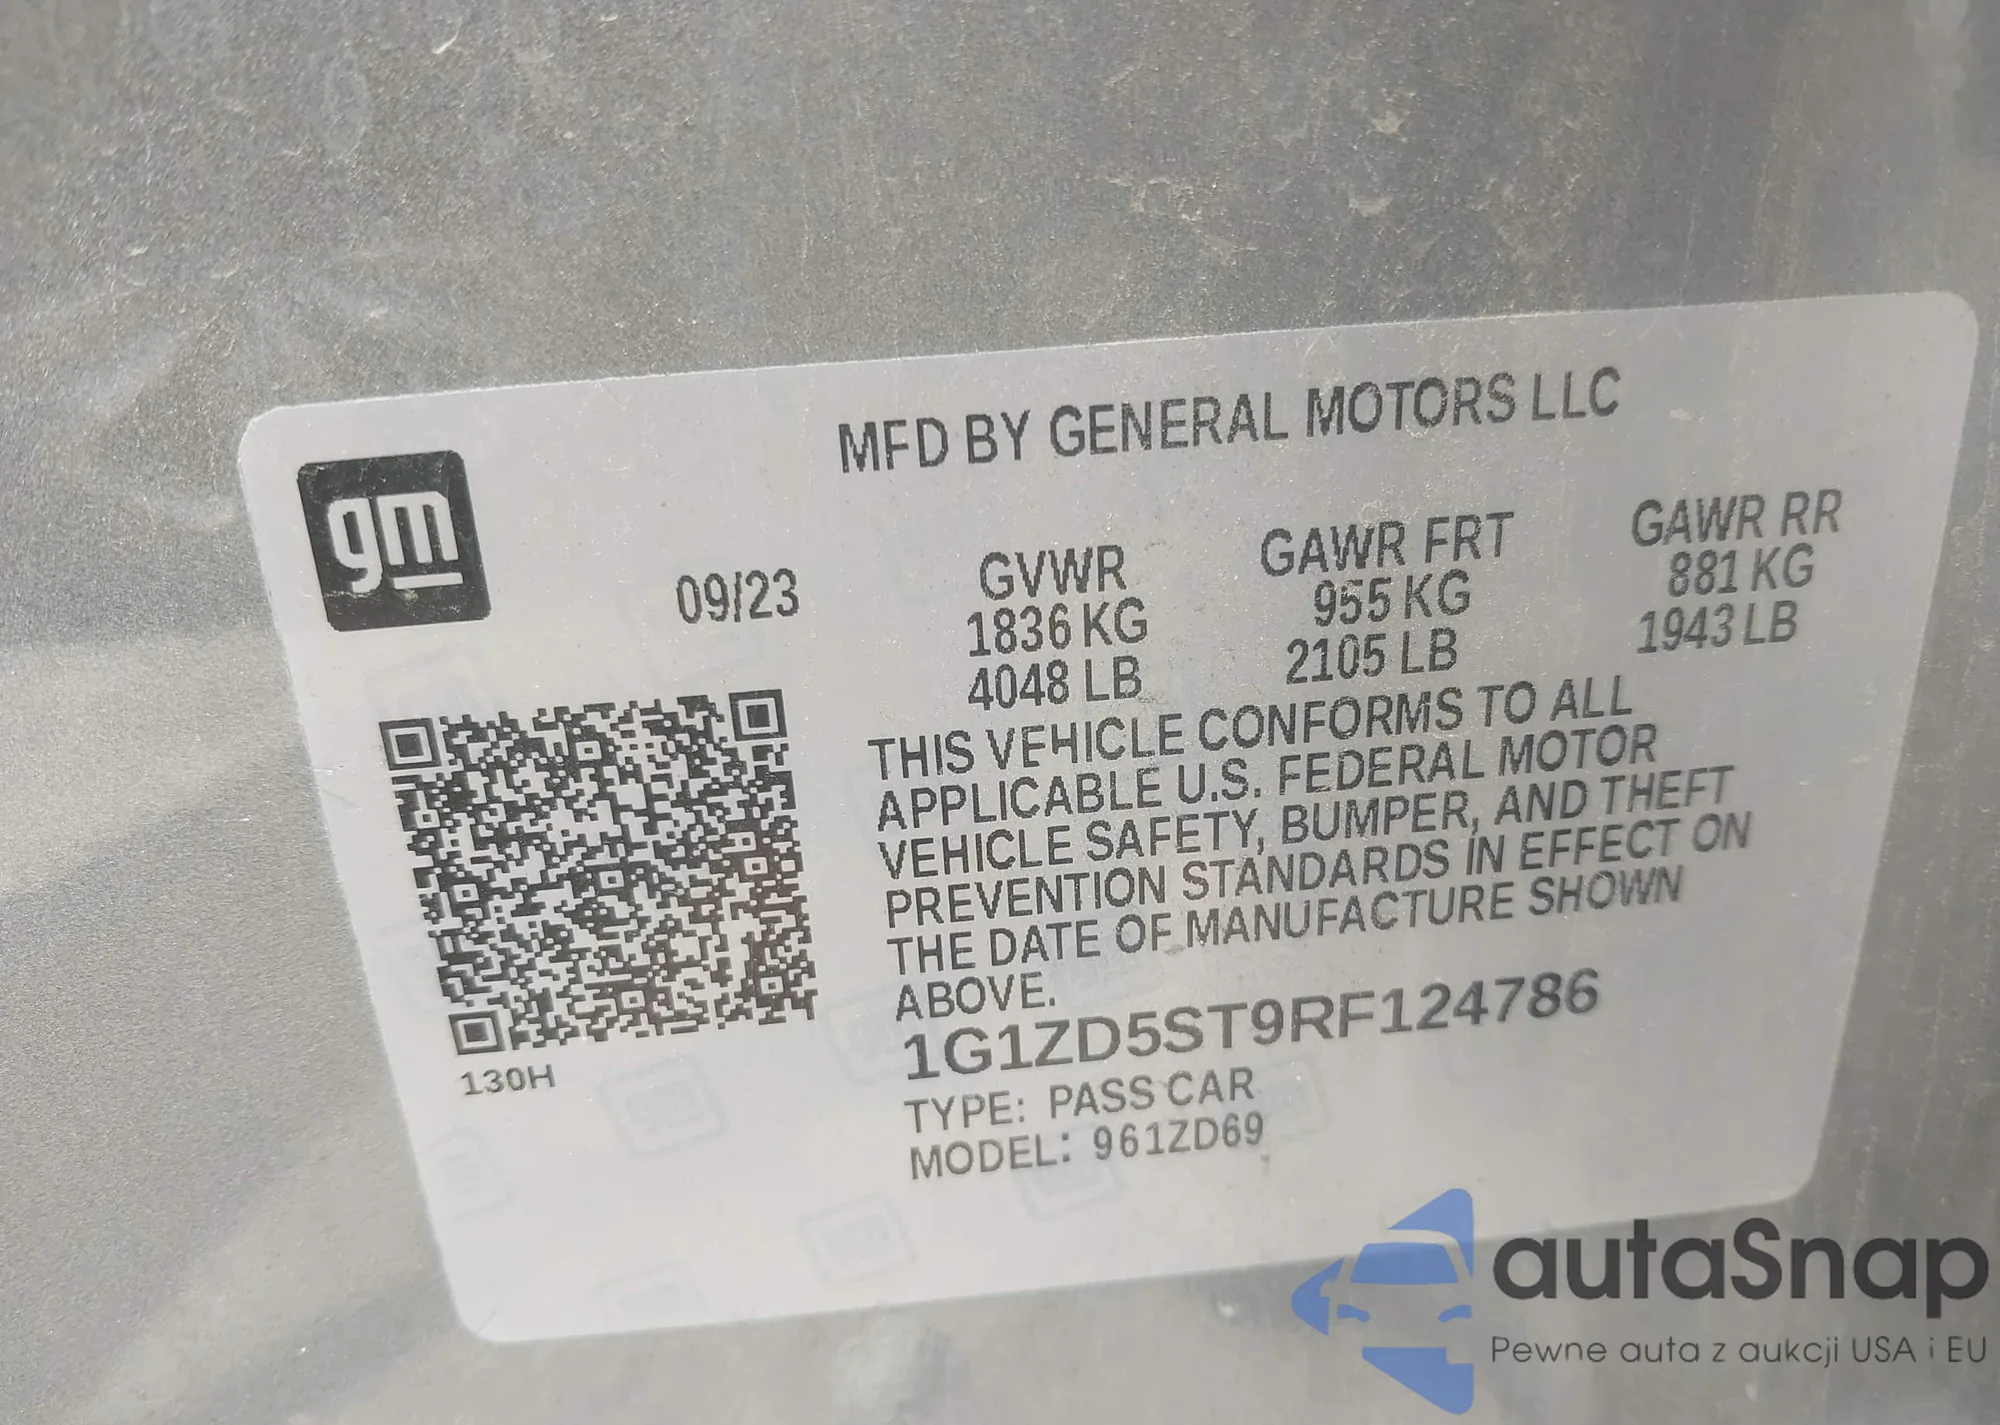 MFD BY GENERAL MOTORS LLC
gm
09/23
GVWR GAWR FRT GAWR RR
1836 KG 955 KG 881 KG
4048 LB 2105 LB 1943 LB
THIS VEHICLE CONFORMS TO ALL
APPLICABLE U.S. FEDERAL MOTOR
VEHICLE SAFETY, BUMPER, AND THEFT
PREVENTION STANDARDS IN EFFECT ON
THE DATE OF MANUFACTURE SHOWN
ABOVE.
1G1ZD5ST9RF124786
130H
TYPE: PASS CAR
MODEL: 961ZD69
autaSnap
Pewne auta z aukcji USA i EU